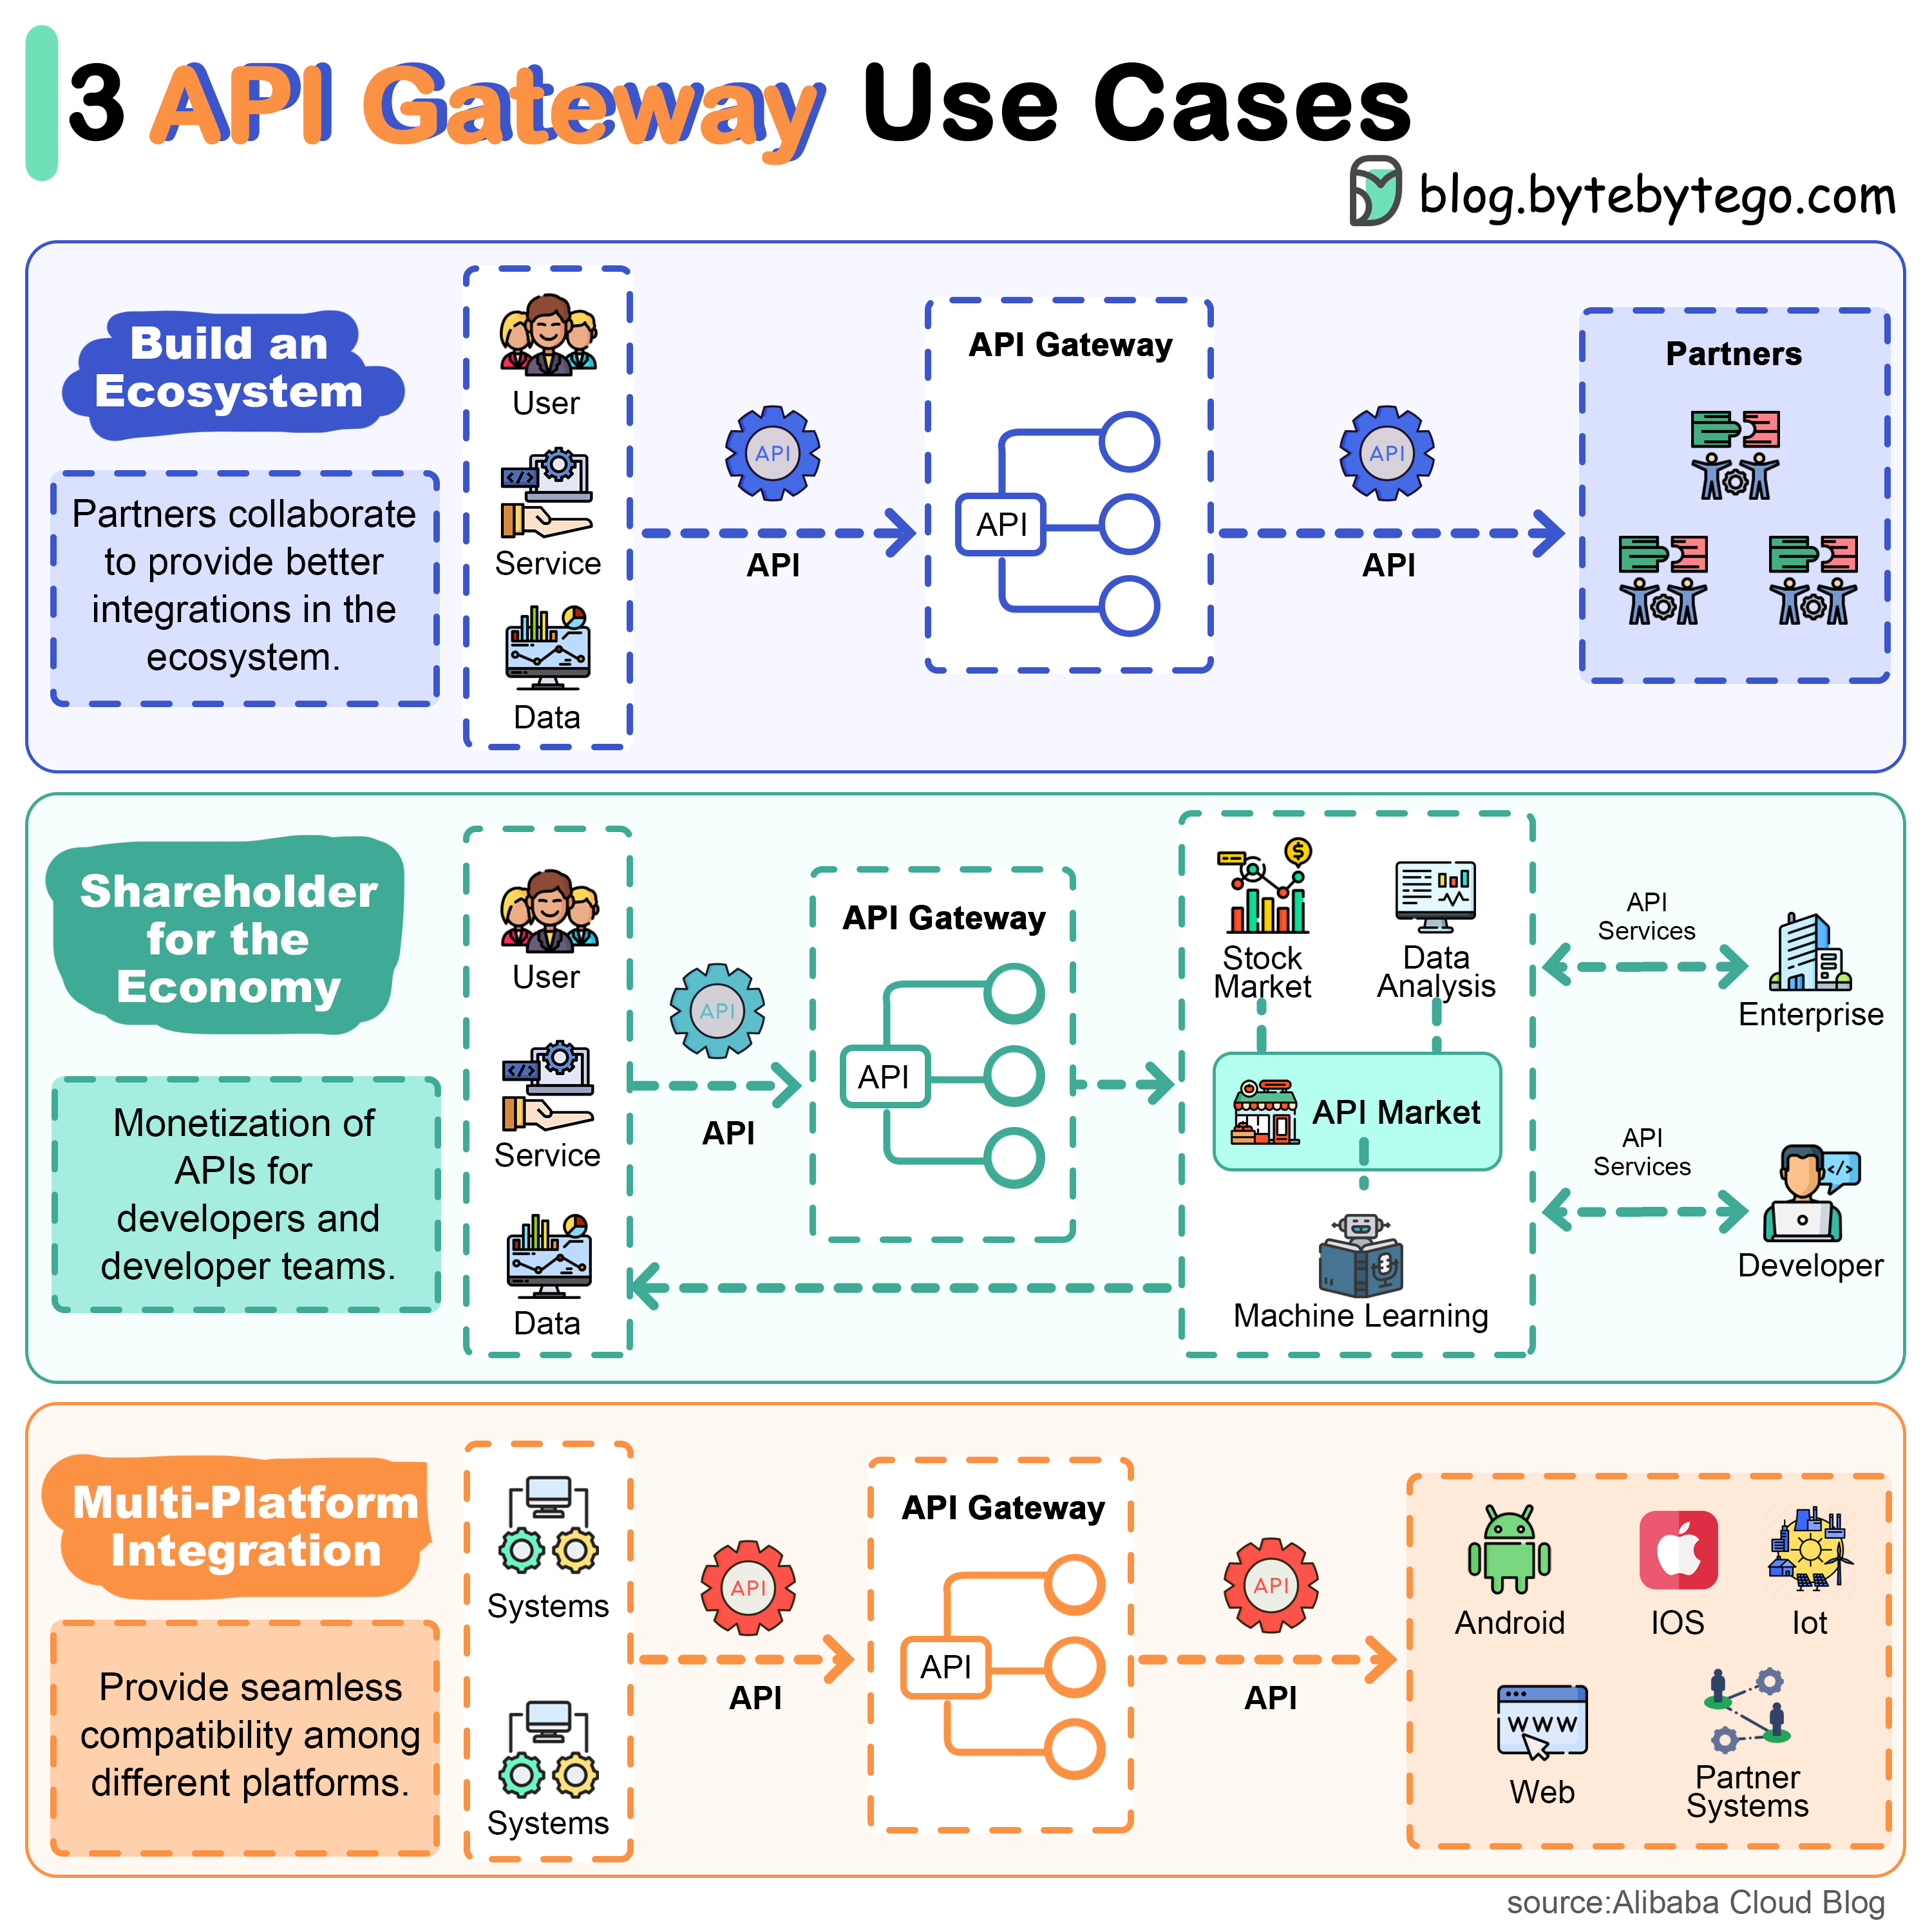 3 API Gateway Use Cases
blog.bytebytego.com
Build an
Ecosystem
Partners collaborate
to provide better
integrations in the
ecosystem.
User
</>
Service
Data
API
API
API Gateway
API
API
API
Partners
Shareholder
for the
Economy
Monetization of
APIs for
developers and
developer teams.
User
</>
Service
Data
API
API
API Gateway
API
$
Stock
Market
Data
Analysis
API Market
Machine Learning
API
Services
Enterprise
API
Services
</>
Developer
Multi-Platform
Integration
Provide seamless
compatibility among
different platforms.
Systems
Systems
API
API
API Gateway
API
API
API
Android
IOS
Iot
WWW
Web
Partner
Systems
source:Alibaba Cloud Blog